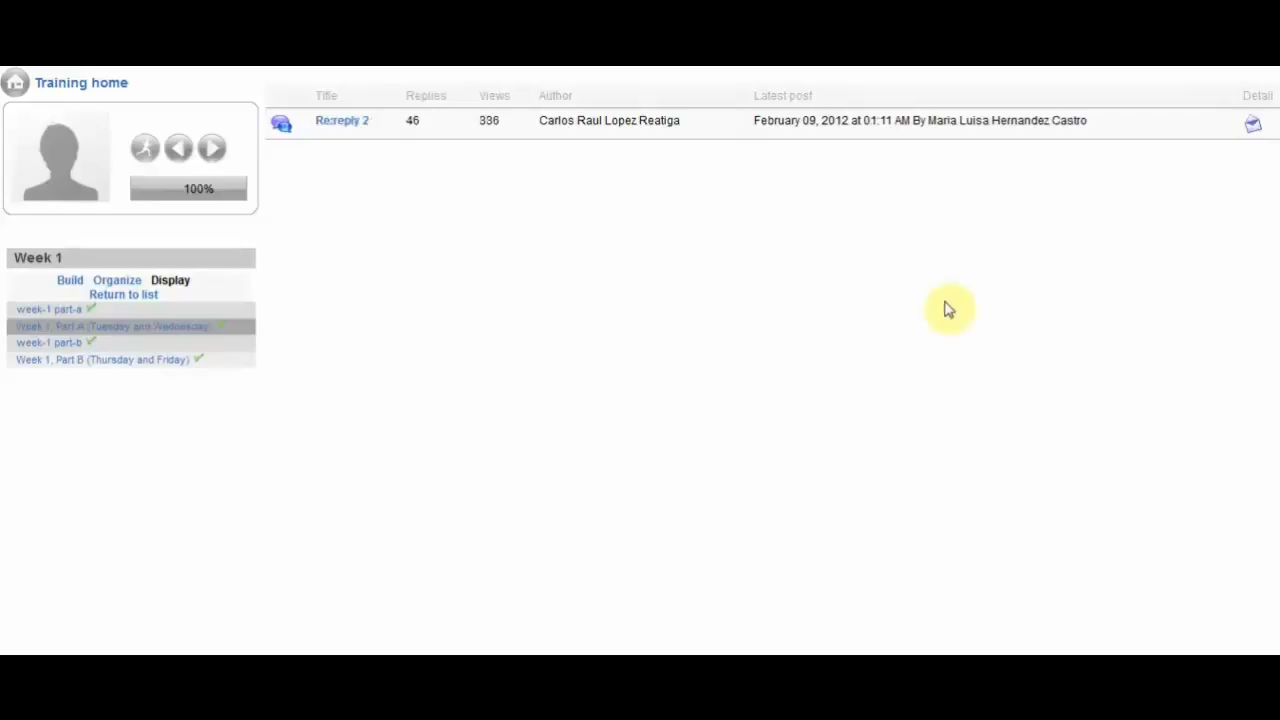 Training home
100%
Week 1
Build Organize Display
Return to list
week-1 part-a
Week 1, Part A (Tuesday and Wednesday)
week-1 part-b
Week 1, Part B (Thursday and Friday)
Title Replies Views Author Latest post Detail
Re:reply 2 46 336 Carlos Raul Lopez Reatiga February 09, 2012 at 01:11 AM By Maria Luisa Hernandez Castro